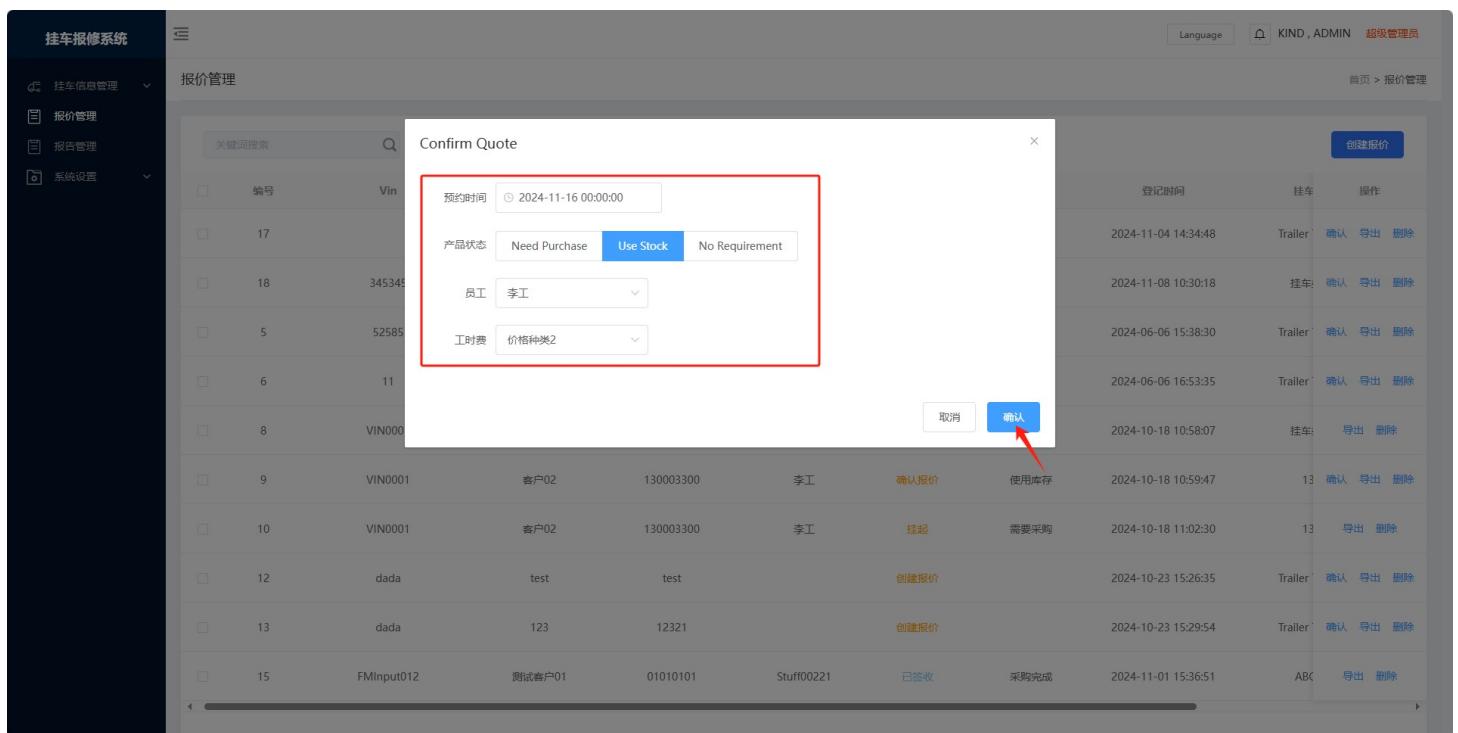 挂车报修系统
Language KIND , ADMIN 超级管理员
挂车信息管理
报价管理
报告管理
系统设置
报价管理
首页 > 报价管理
关键词搜索
创建报价
编号 Vin 登记时间 挂车 操作
Confirm Quote
预约时间 2024-11-16 00:00:00
产品状态 Need Purchase Use Stock No Requirement
员工 李工
工时费 价格种类2
取消 确认
17 2024-11-04 14:34:48 Trailer 确认 导出 删除
18 345345 2024-11-08 10:30:18 挂车 确认 导出 删除
5 52585 2024-06-06 15:38:30 Trailer 确认 导出 删除
6 11 2024-06-06 16:53:35 Trailer 确认 导出 删除
8 VIN000 2024-10-18 10:58:07 挂车 导出 删除
9 VIN0001 客户02 130003300 李工 确认报价 使用库存 2024-10-18 10:59:47 13 确认 导出 删除
10 VIN0001 客户02 130003300 李工 挂起 需要采购 2024-10-18 11:02:30 13 导出 删除
12 dada test test 创建报价 2024-10-23 15:26:35 Trailer 确认 导出 删除
13 dada 123 12321 创建报价 2024-10-23 15:29:54 Trailer 确认 导出 删除
15 FMInput012 测试客户01 01010101 Stuff00221 已签收 采购完成 2024-11-01 15:36:51 ABC 导出 删除